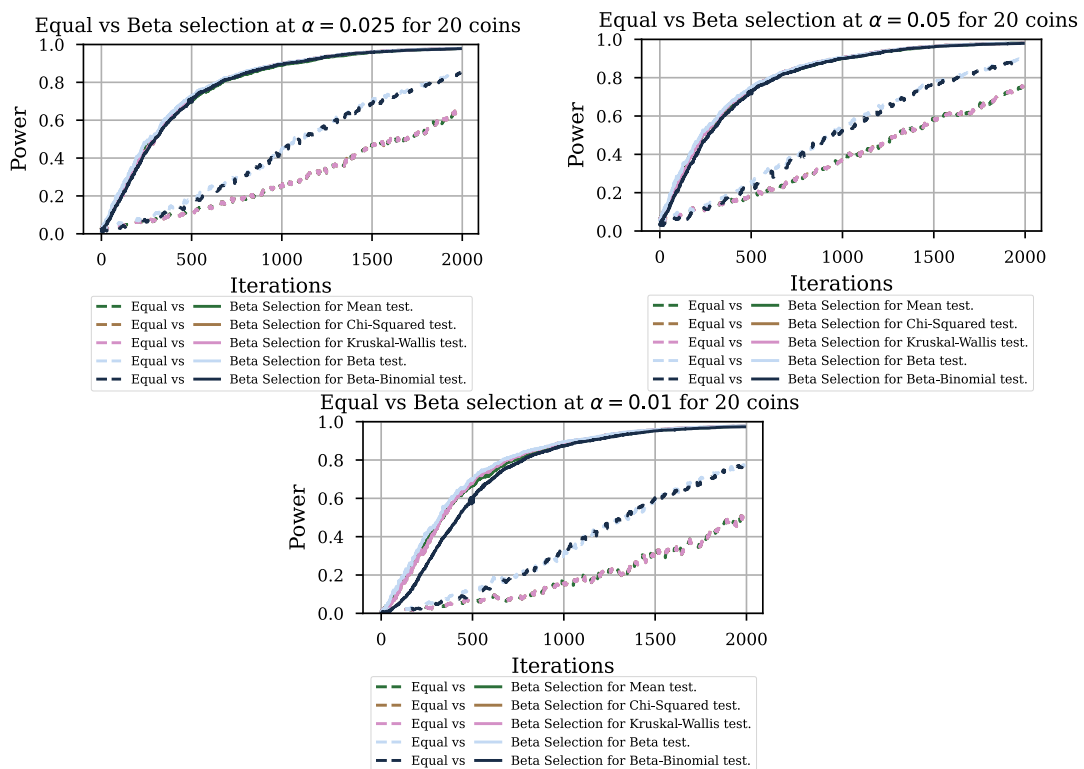 Equal vs Beta selection at α = 0.025 for 20 coins
1.0
0.8
0.6
0.4
0.2
0.0
Power
0 500 1000 1500 2000
Iterations
Equal vs Beta Selection for Mean test.
Equal vs Beta Selection for Chi-Squared test.
Equal vs Beta Selection for Kruskal-Wallis test.
Equal vs Beta Selection for Beta test.
Equal vs Beta Selection for Beta-Binomial test.
Equal vs Beta selection at α = 0.05 for 20 coins
1.0
0.8
0.6
0.4
0.2
0.0
Power
0 500 1000 1500 2000
Iterations
Equal vs Beta Selection for Mean test.
Equal vs Beta Selection for Chi-Squared test.
Equal vs Beta Selection for Kruskal-Wallis test.
Equal vs Beta Selection for Beta test.
Equal vs Beta Selection for Beta-Binomial test.
Equal vs Beta selection at α = 0.01 for 20 coins
1.0
0.8
0.6
0.4
0.2
0.0
Power
0 500 1000 1500 2000
Iterations
Equal vs Beta Selection for Mean test.
Equal vs Beta Selection for Chi-Squared test.
Equal vs Beta Selection for Kruskal-Wallis test.
Equal vs Beta Selection for Beta test.
Equal vs Beta Selection for Beta-Binomial test.